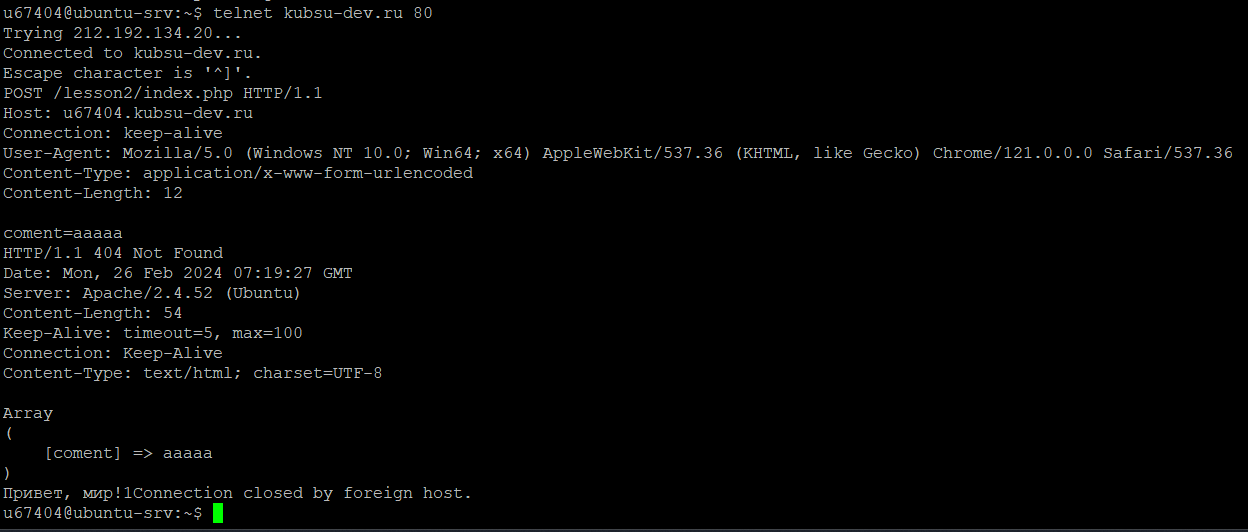 u67404@ubuntu-srv:~$ telnet kubsu-dev.ru 80
Trying 212.192.134.20...
Connected to kubsu-dev.ru.
Escape character is '^]'.
POST /lesson2/index.php HTTP/1.1
Host: u67404.kubsu-dev.ru
Connection: keep-alive
User-Agent: Mozilla/5.0 (Windows NT 10.0; Win64; x64) AppleWebKit/537.36 (KHTML, like Gecko) Chrome/121.0.0.0 Safari/537.36
Content-Type: application/x-www-form-urlencoded
Content-Length: 12

coment=aaaaa
HTTP/1.1 404 Not Found
Date: Mon, 26 Feb 2024 07:19:27 GMT
Server: Apache/2.4.52 (Ubuntu)
Content-Length: 54
Keep-Alive: timeout=5, max=100
Connection: Keep-Alive
Content-Type: text/html; charset=UTF-8

Array
(
    [coment] => aaaaa
)
Привет, мир!1Connection closed by foreign host.
u67404@ubuntu-srv:~$